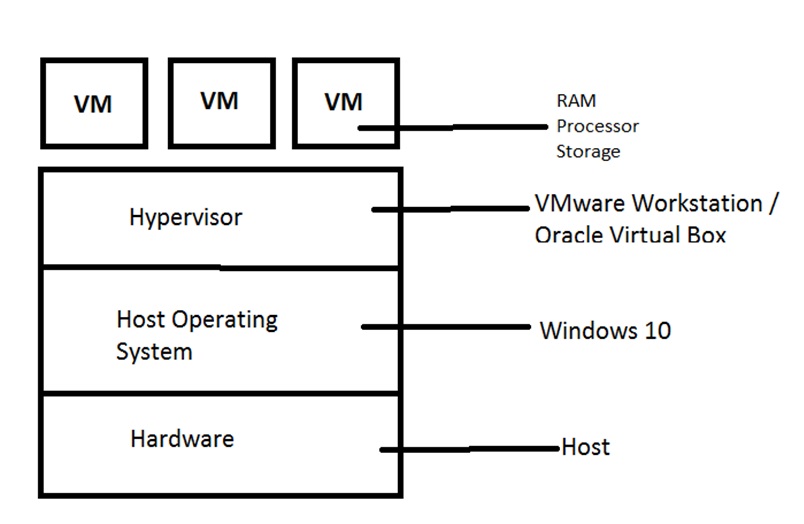 VM VM VM
RAM
Processor
Storage
Hypervisor
VMware Workstation /
Oracle Virtual Box
Host Operating
System
Windows 10
Hardware
Host